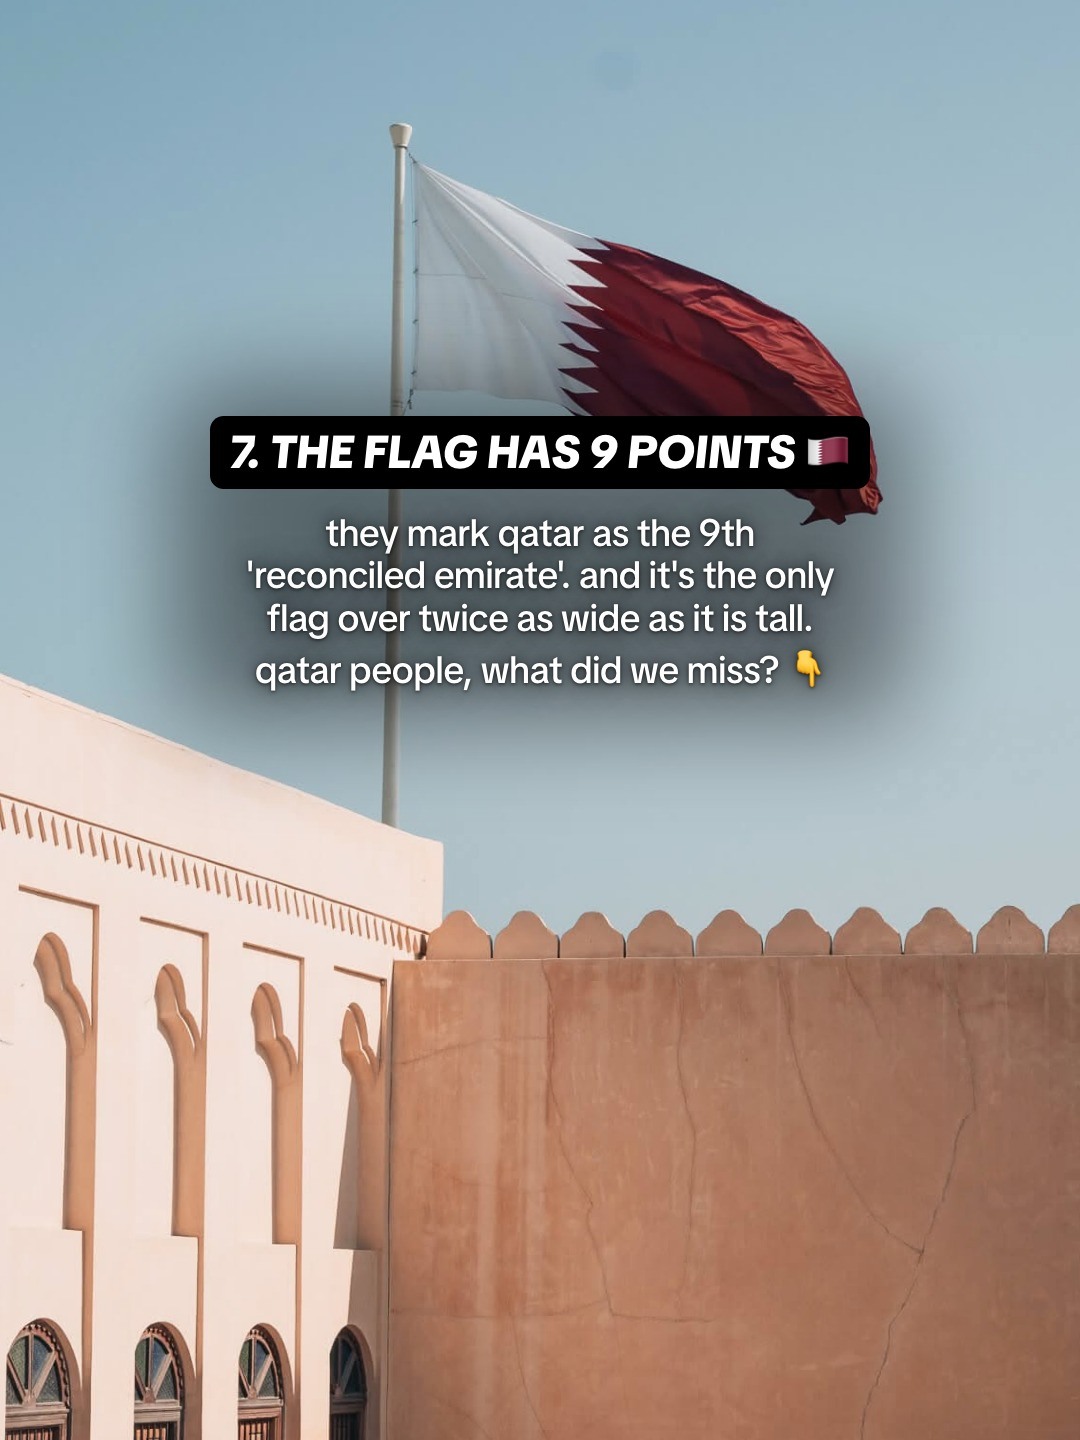 7. THE FLAG HAS 9 POINTS 🇶🇦
they mark qatar as the 9th
'reconciled emirate'. and it's the only
flag over twice as wide as it is tall.
qatar people, what did we miss? 👇